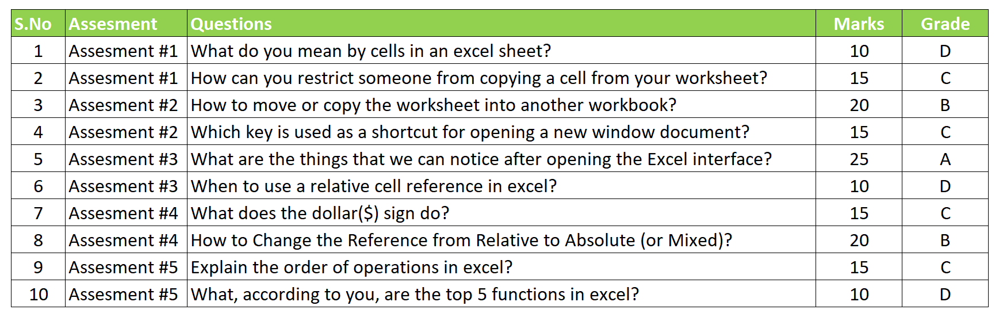 S.No Assesment Questions Marks Grade
1 Assesment #1 What do you mean by cells in an excel sheet? 10 D
2 Assesment #1 How can you restrict someone from copying a cell from your worksheet? 15 C
3 Assesment #2 How to move or copy the worksheet into another workbook? 20 B
4 Assesment #2 Which key is used as a shortcut for opening a new window document? 15 C
5 Assesment #3 What are the things that we can notice after opening the Excel interface? 25 A
6 Assesment #3 When to use a relative cell reference in excel? 10 D
7 Assesment #4 What does the dollar($) sign do? 15 C
8 Assesment #4 How to Change the Reference from Relative to Absolute (or Mixed)? 20 B
9 Assesment #5 Explain the order of operations in excel? 15 C
10 Assesment #5 What, according to you, are the top 5 functions in excel? 10 D